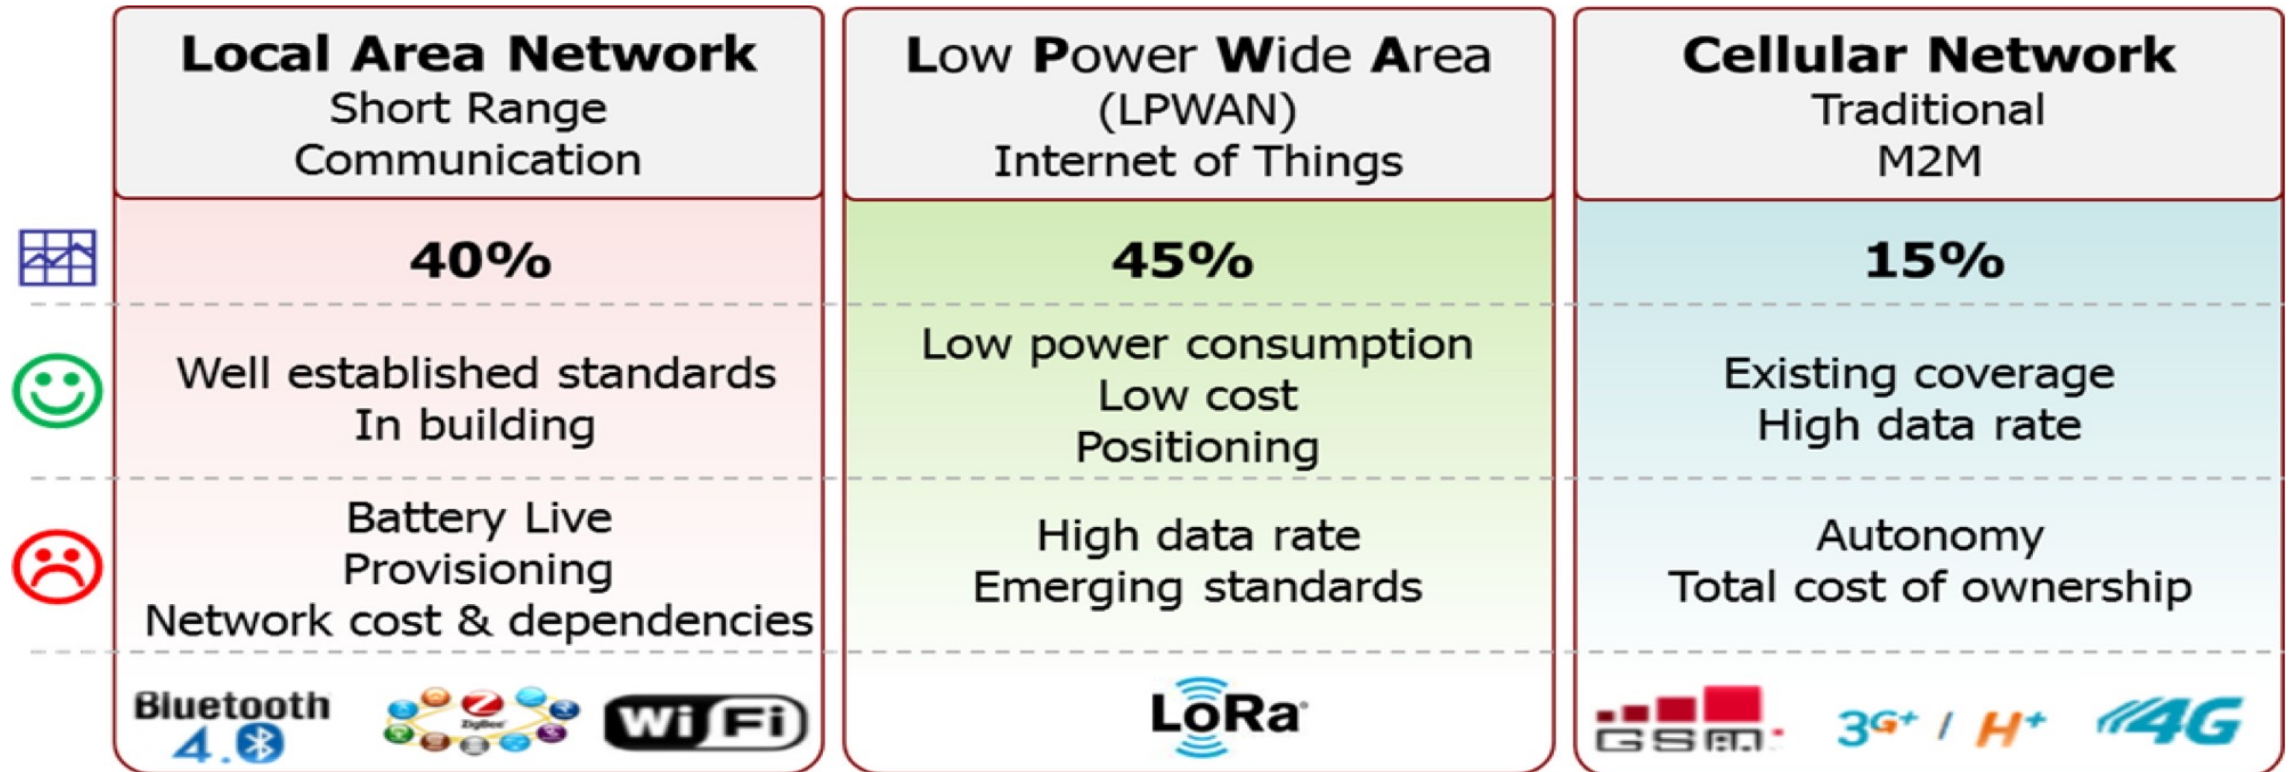 Local Area Network
Short Range
Communication
Low Power Wide Area
(LPWAN)
Internet of Things
Cellular Network
Traditional
M2M
40%
45%
15%
Well established standards
In building
Low power consumption
Low cost
Positioning
Existing coverage
High data rate
Battery Live
Provisioning
Network cost & dependencies
High data rate
Emerging standards
Autonomy
Total cost of ownership
Bluetooth
4.0
ZigBee
WiFi
LoRa
GSM
3G+ / H+
4G